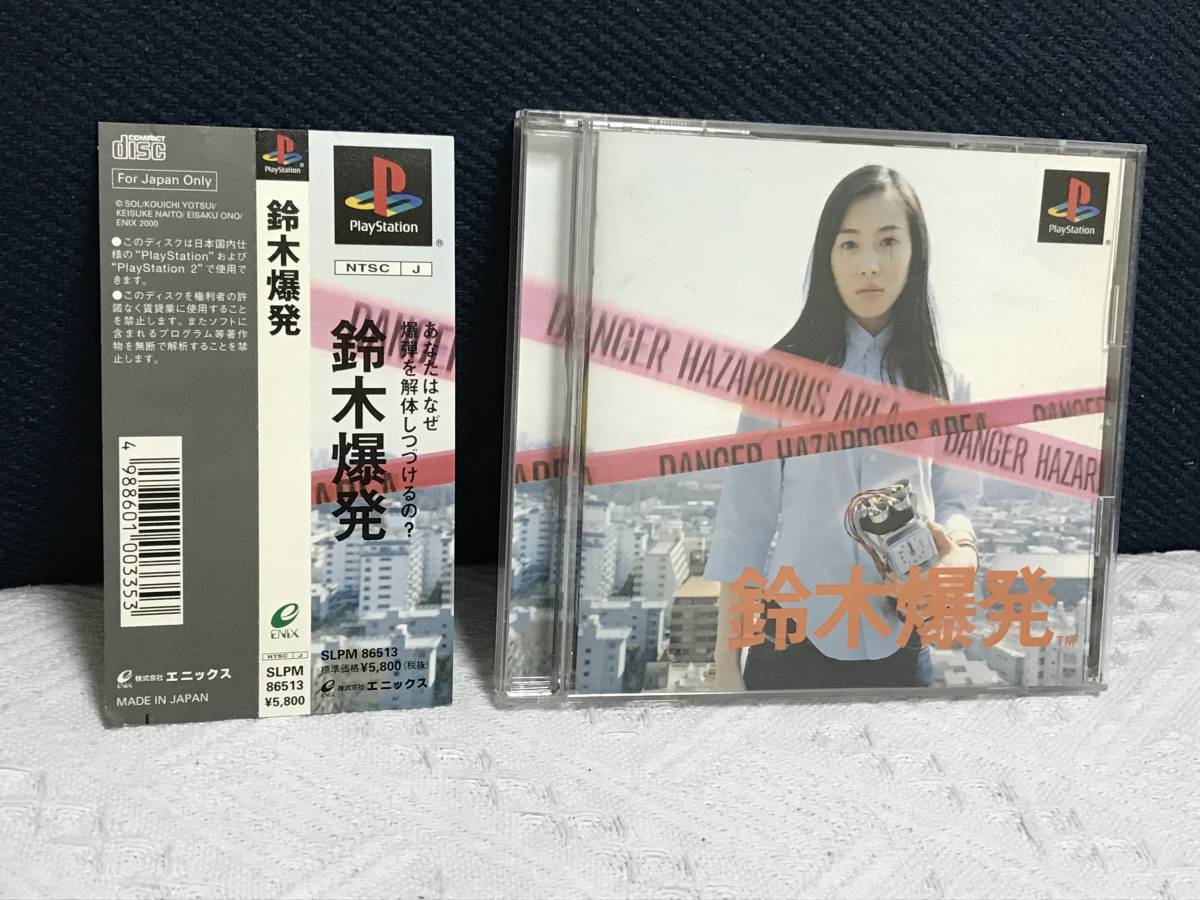 COMPACT
disc
For Japan Only
© SOL/KOUICHI YOTSUI/
KEISUKE NAITO/ EISAKU ONO/
ENIX 2000
●このディスクは日本国内仕
様の"PlayStation"および
"PlayStation 2"で使用で
きます。
●このディスクを権利者の許
諾なく賃貸業に使用すること
を禁止します。またソフトに
含まれるプログラム等著作
物を無断で解析することを禁
止します。
4 988601 003353
ENIX 株式会社 エニックス
MADE IN JAPAN
PlayStation
®
鈴木爆発
ENIX
NTSC J
SLPM
86513
¥5,800
PlayStation
®
NTSC J
DANGER
あなたはなぜ
爆弾を解体しつづけるの?
鈴木爆発
AREA
SLPM 86513
標準価格¥5,800(税抜)
ENIX 株式会社 エニックス
PlayStation
®
DANGER HAZARDOUS AREA
AREA DANGER HAZARDOUS AREA DANGER
DANGER HAZAR
鈴木爆発
TM